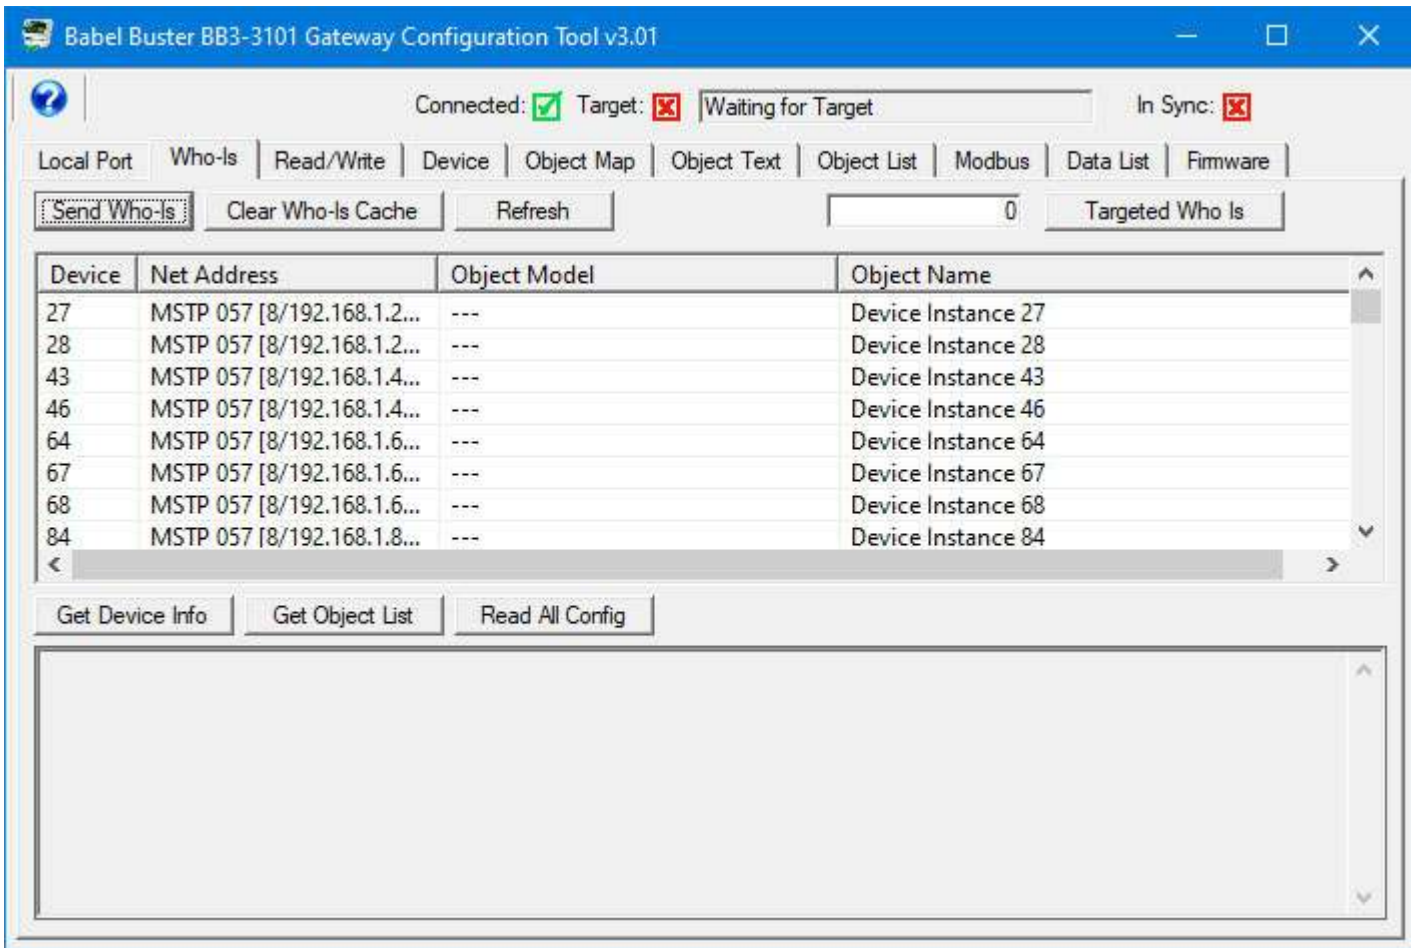 Babel Buster BB3-3101 Gateway Configuration Tool v3.01
Connected: Target: Waiting for Target In Sync:
Local Port Who-Is Read/Write Device Object Map Object Text Object List Modbus Data List Firmware
Send Who-Is Clear Who-Is Cache Refresh 0 Targeted Who Is
Device Net Address Object Model Object Name
27 MSTP 057 [8/192.168.1.2... --- Device Instance 27
28 MSTP 057 [8/192.168.1.2... --- Device Instance 28
43 MSTP 057 [8/192.168.1.4... --- Device Instance 43
46 MSTP 057 [8/192.168.1.4... --- Device Instance 46
64 MSTP 057 [8/192.168.1.6... --- Device Instance 64
67 MSTP 057 [8/192.168.1.6... --- Device Instance 67
68 MSTP 057 [8/192.168.1.6... --- Device Instance 68
84 MSTP 057 [8/192.168.1.8... --- Device Instance 84
Get Device Info Get Object List Read All Config